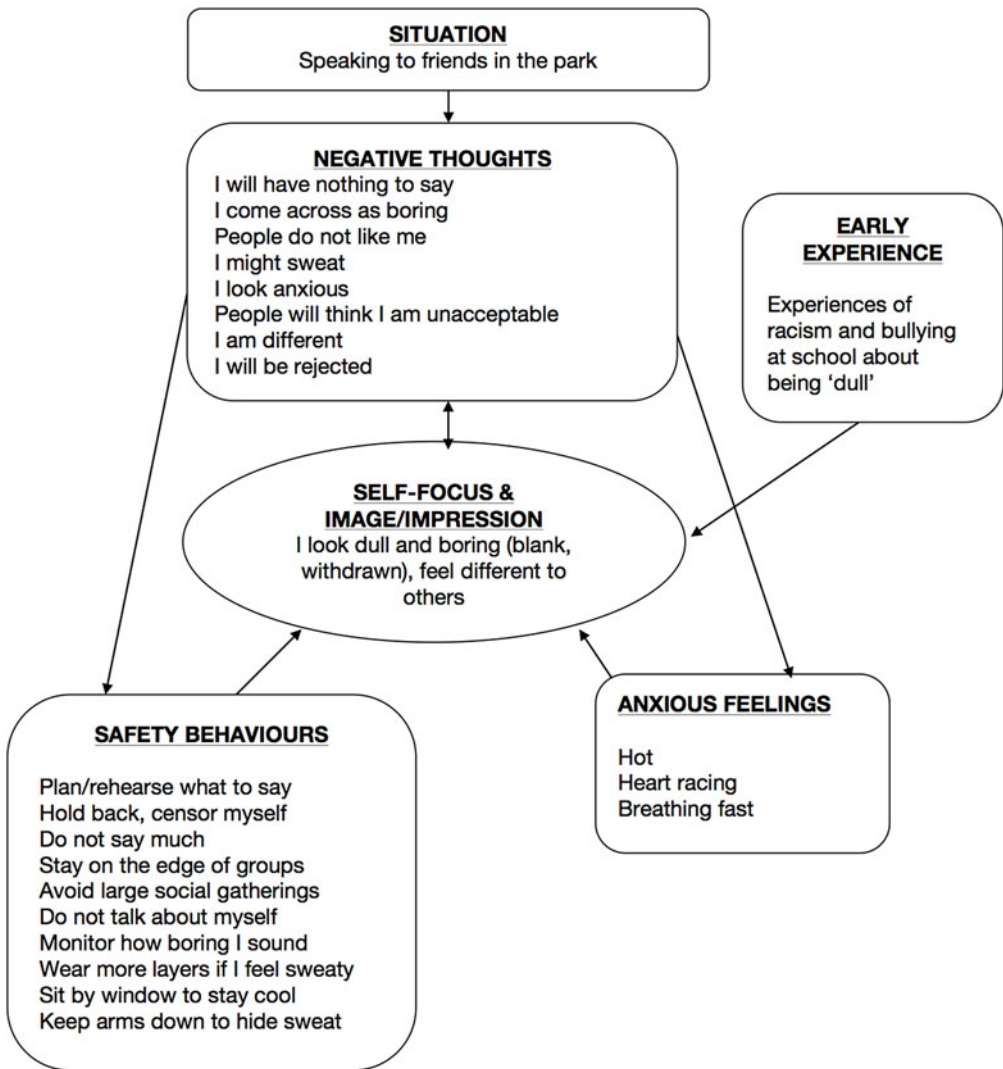 SITUATION
Speaking to friends in the park
NEGATIVE THOUGHTS
I will have nothing to say
I come across as boring
People do not like me
I might sweat
I look anxious
People will think I am unacceptable
I am different
I will be rejected
EARLY
EXPERIENCE
Experiences of
racism and bullying
at school about
being ‘dull’
SELF-FOCUS &
IMAGE/IMPRESSION
I look dull and boring (blank,
withdrawn), feel different to
others
SAFETY BEHAVIOURS
Plan/rehearse what to say
Hold back, censor myself
Do not say much
Stay on the edge of groups
Avoid large social gatherings
Do not talk about myself
Monitor how boring I sound
Wear more layers if I feel sweaty
Sit by window to stay cool
Keep arms down to hide sweat
ANXIOUS FEELINGS
Hot
Heart racing
Breathing fast